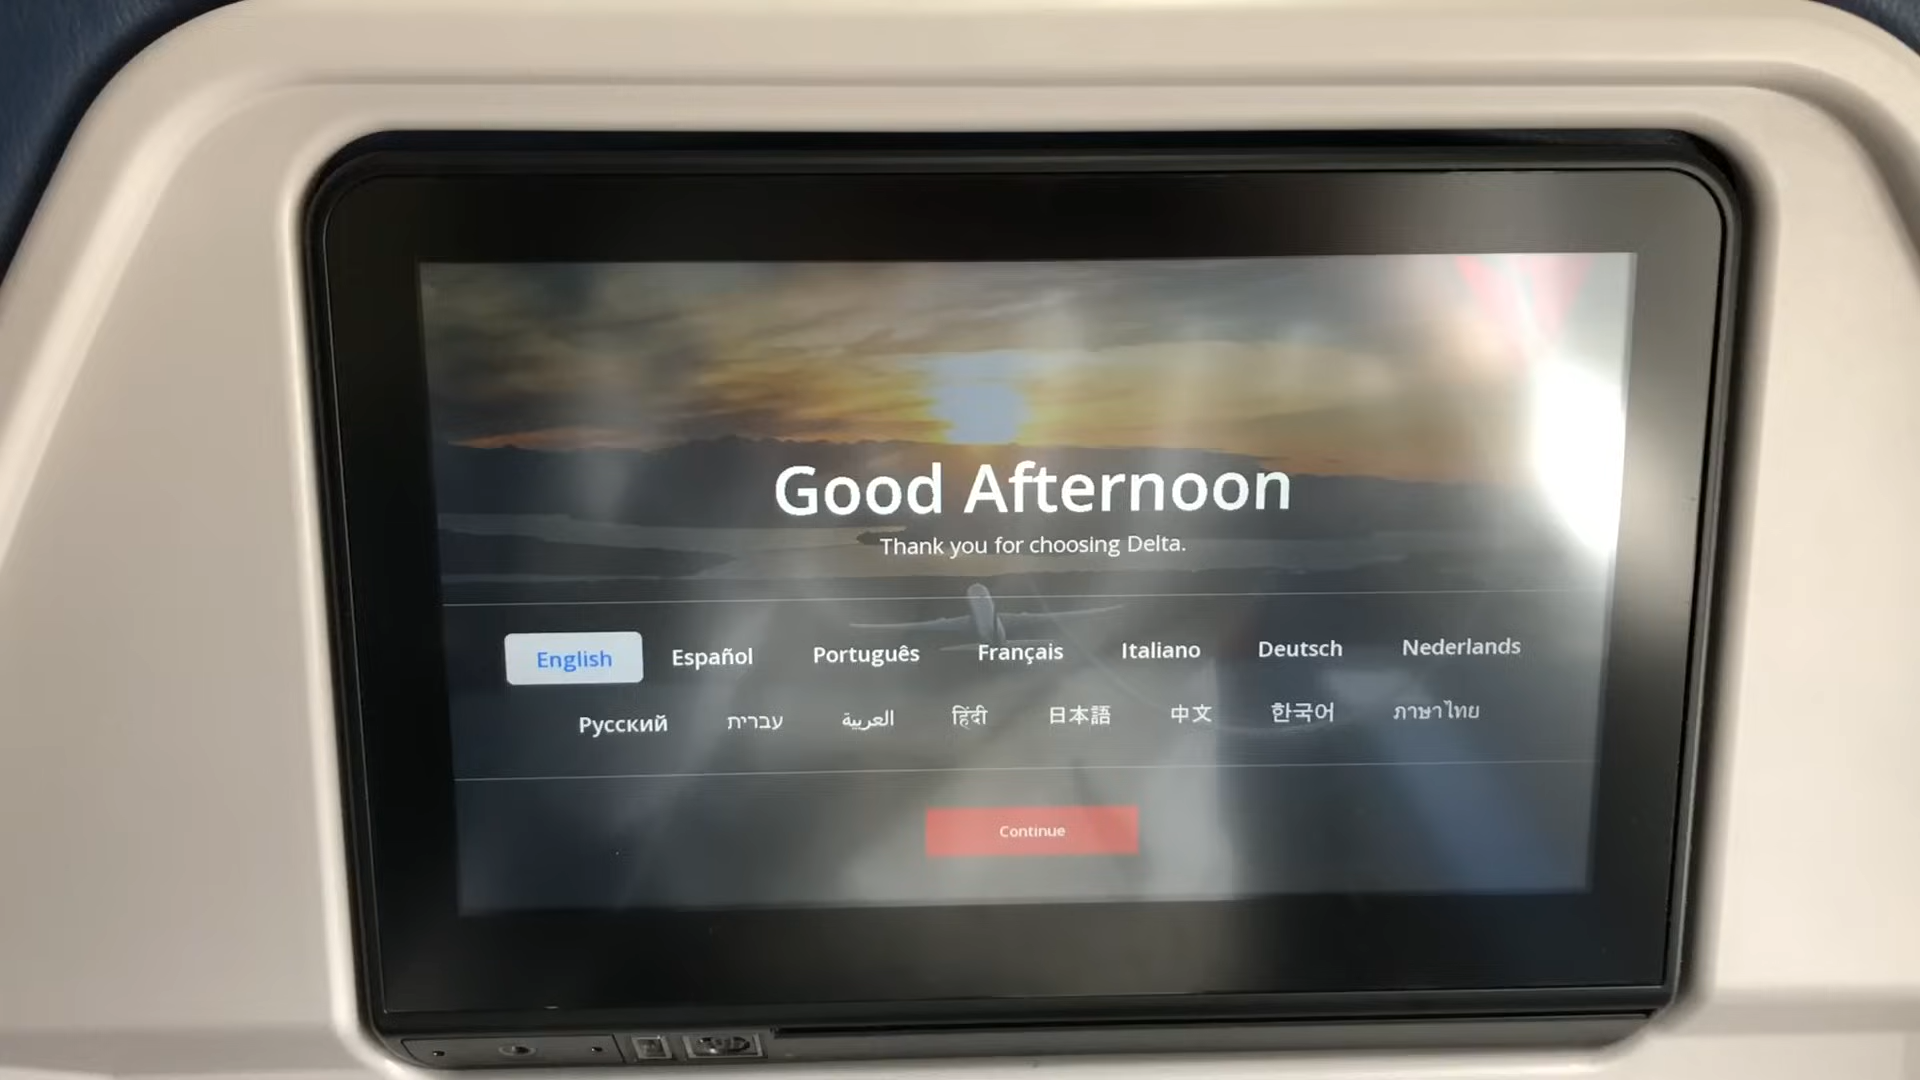 Good Afternoon
Thank you for choosing Delta.
English Español Português Français Italiano Deutsch Nederlands
Русский עברית العربية हिंदी 日本語 中文 한국어 ภาษาไทย
Continue